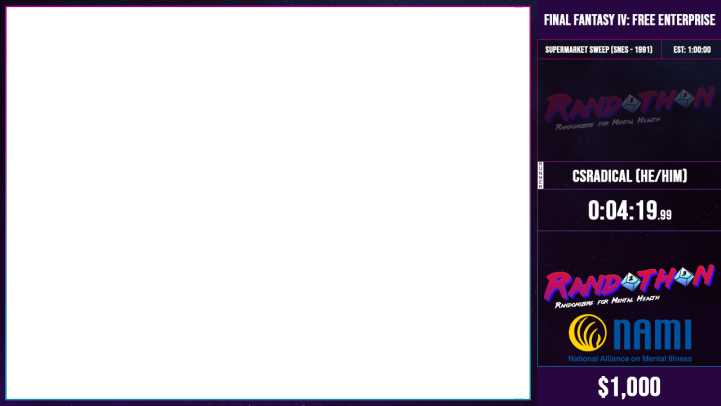 FINAL FANTASY IV: FREE ENTERPRISE
SUPERMARKET SWEEP (SNES - 1991)
EST: 1:00:00
RANDOTHON
RANDOMIZERS FOR MENTAL HEALTH
CSRADICAL (HE/HIM)
0:04:19.99
RANDOTHON
RANDOMIZERS FOR MENTAL HEALTH
NAMI
National Alliance on Mental Illness
$1,000